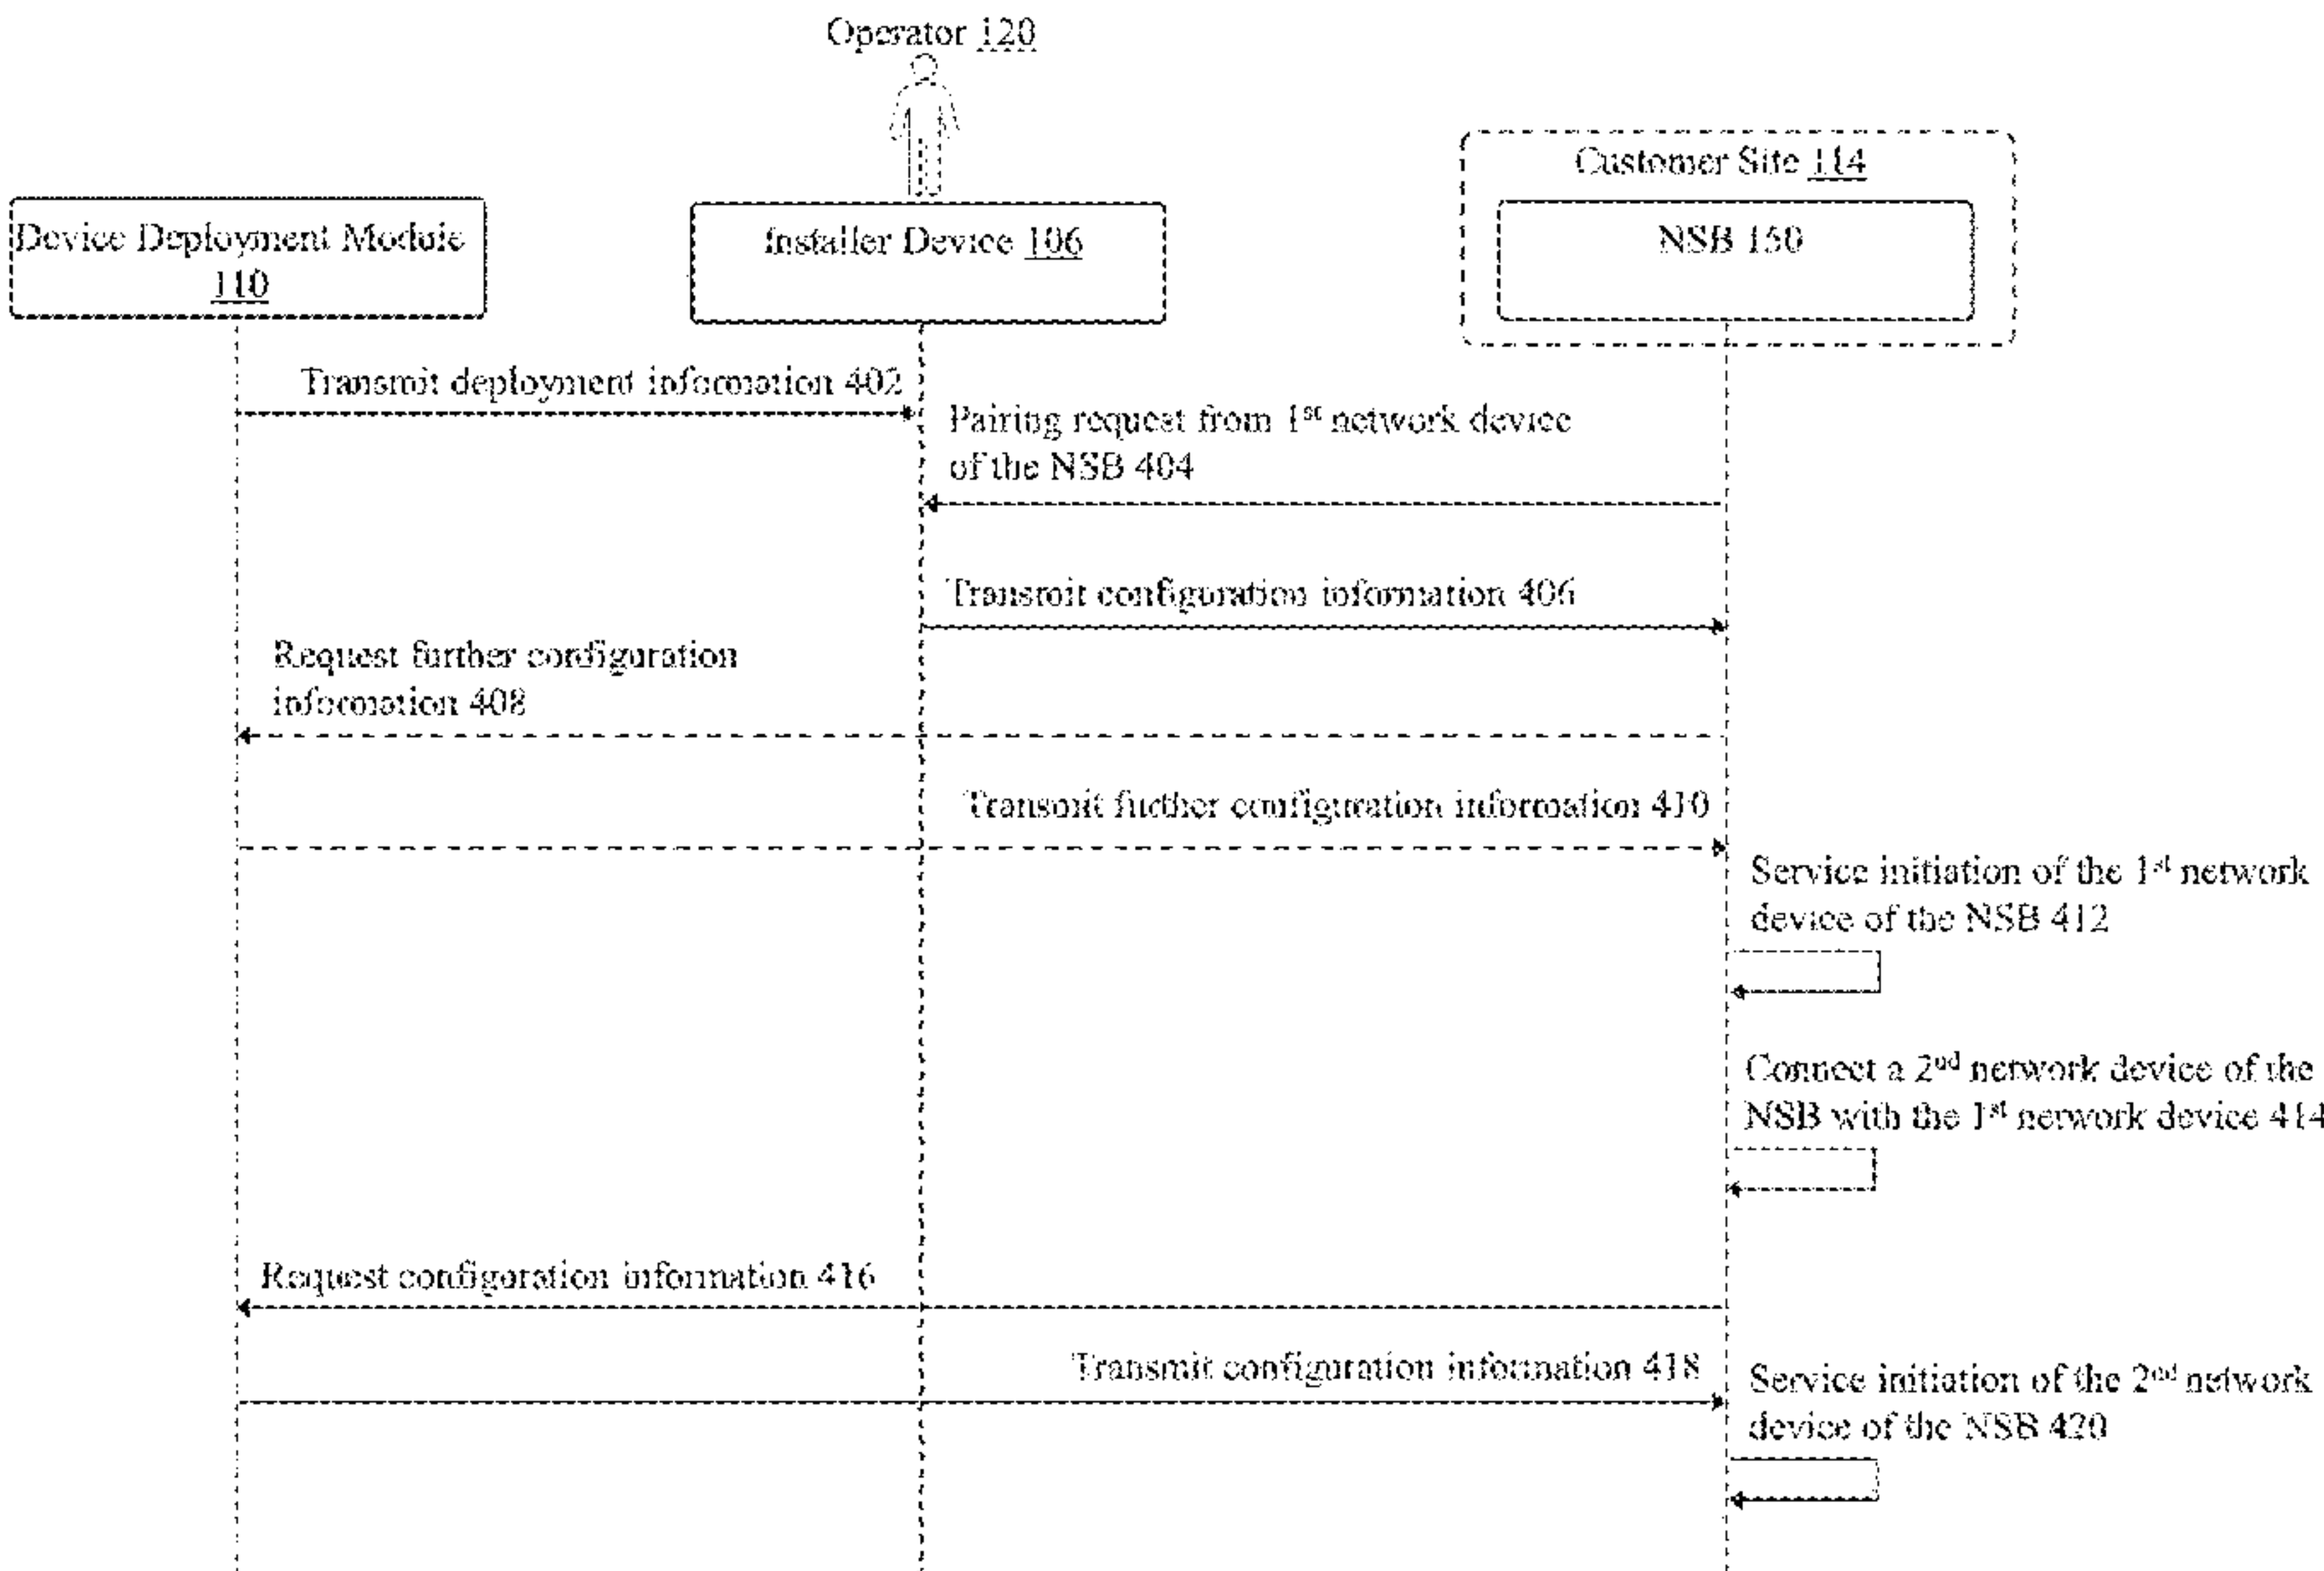 Operator 120
Customer Site 114
Device Deployment Module
110
Installer Device 106
NSB 150
Transmit deployment information 402
Pairing request from 1st network device
of the NSB 404
Transmit configuration information 406
Request further configuration
information 408
Transmit further configuration information 410
Service initiation of the 1st network
device of the NSB 412
Connect a 2nd network device of the
NSB with the 1st network device 414
Request configuration information 416
Transmit configuration information 418
Service initiation of the 2nd network
device of the NSB 420